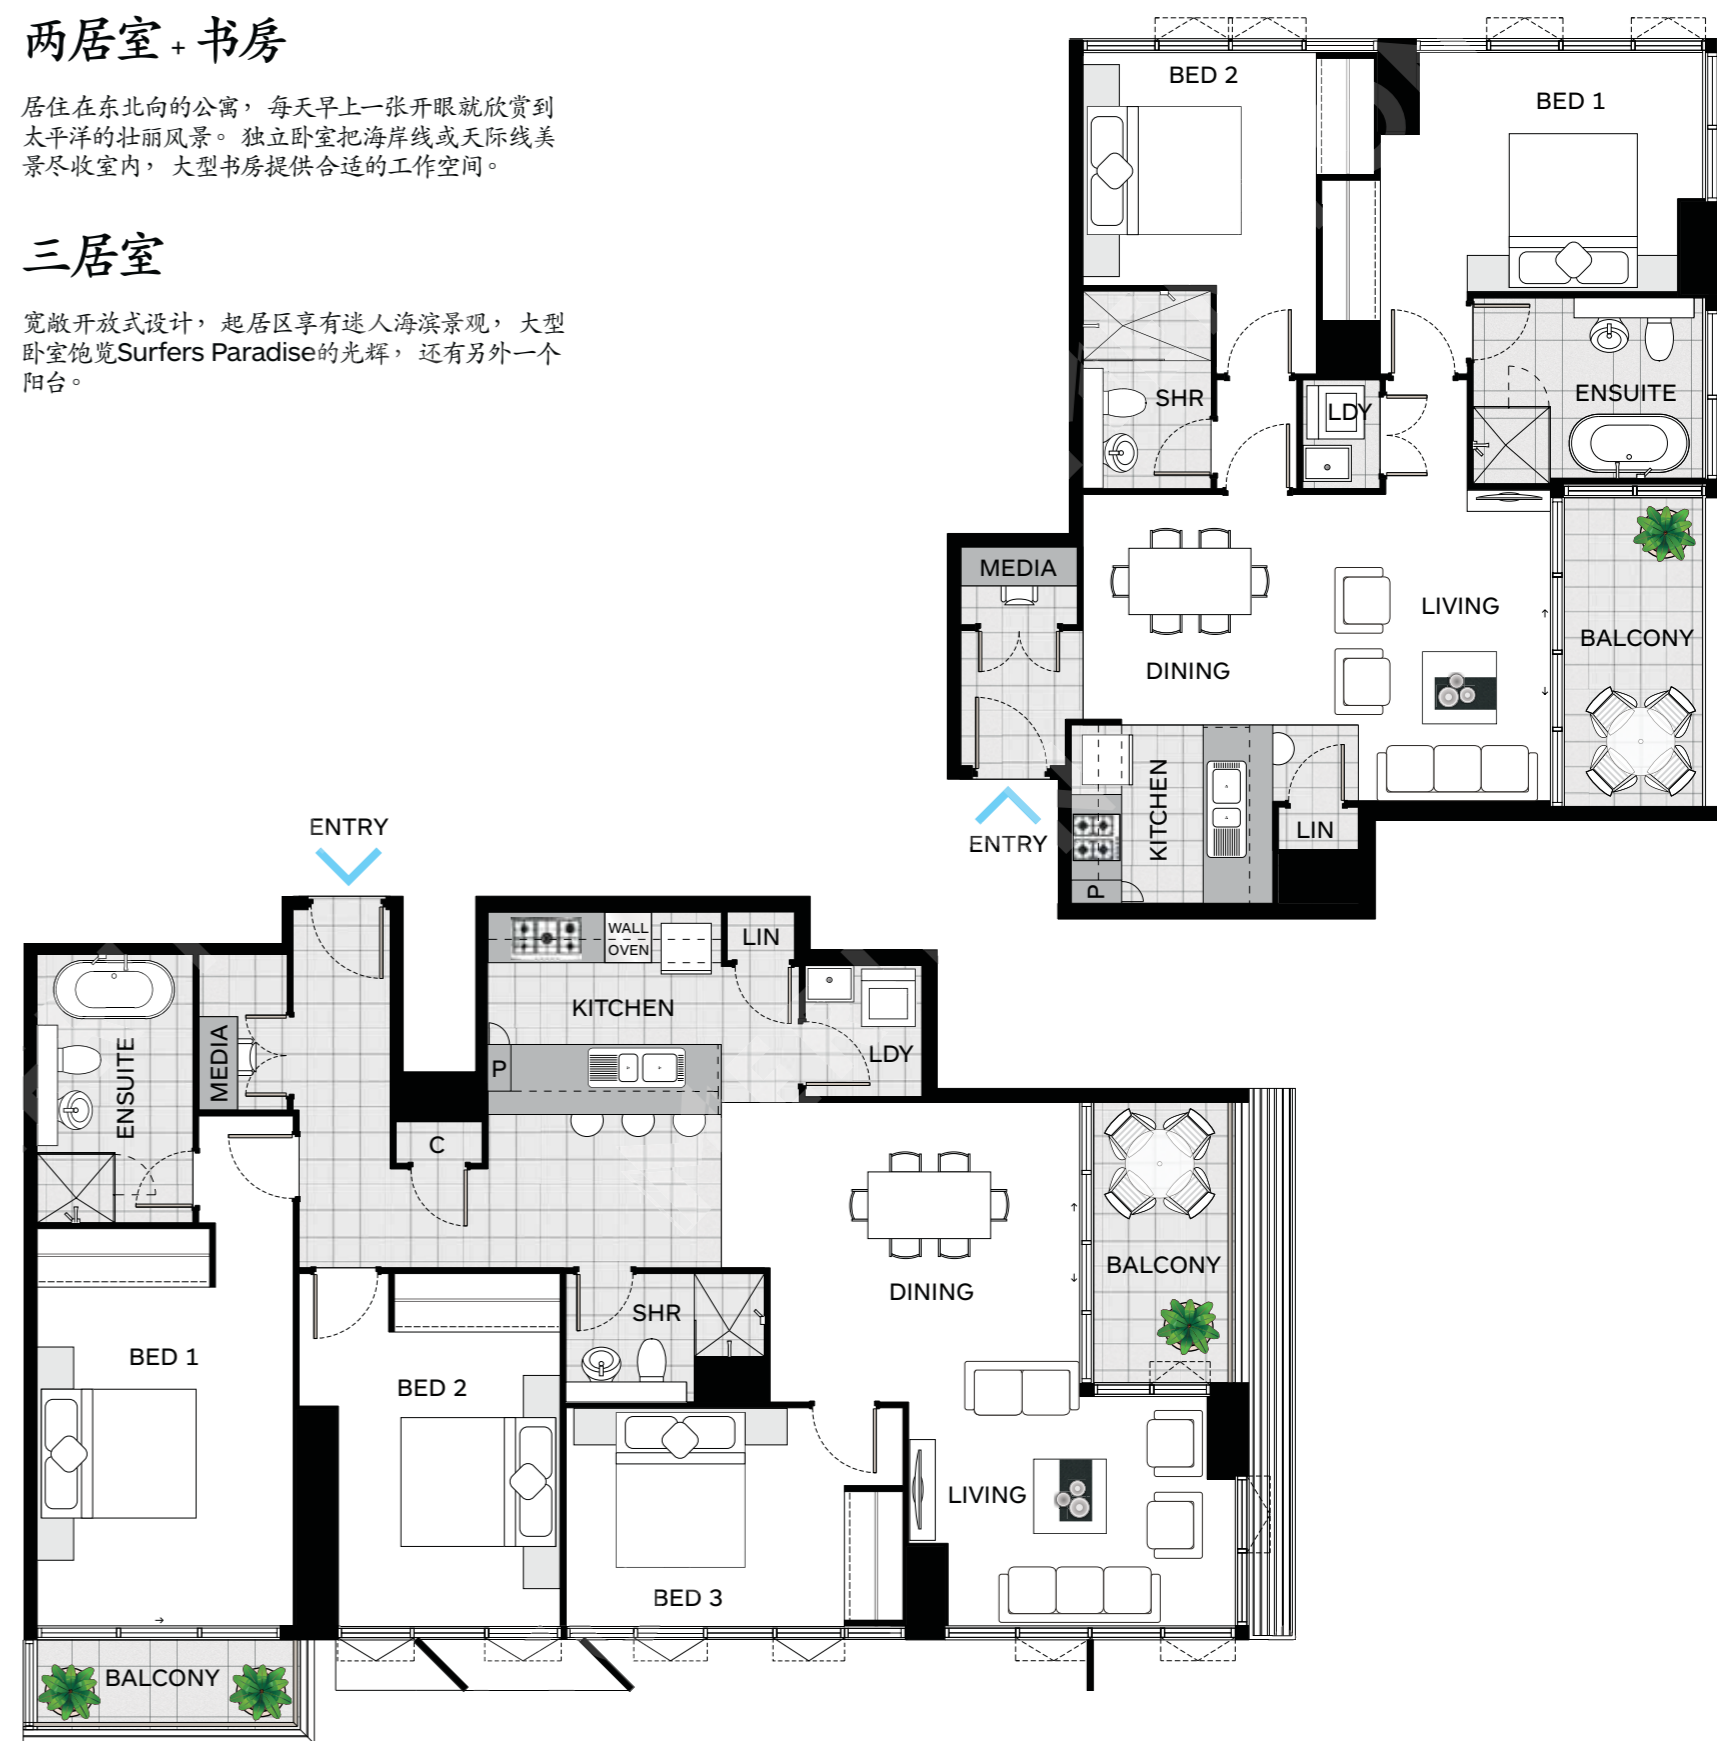 两居室 + 书房
居住在东北向的公寓， 每天早上一张开眼就欣赏到
太平洋的壮丽风景。 独立卧室把海岸线或天际线美
景尽收室内， 大型书房提供合适的工作空间。
三居室
宽敞开放式设计， 起居区享有迷人海滨景观， 大型
卧室饱览Surfers Paradise的光辉， 还有另外一个
阳台。
BED 2
BED 1
SHR
LDY
ENSUITE
MEDIA
LIVING
BALCONY
DINING
KITCHEN
LIN
P
ENTRY
ENTRY
WALL
OVEN
LIN
KITCHEN
LDY
ENSUITE
MEDIA
P
C
BALCONY
DINING
SHR
BED 1
BED 2
LIVING
BED 3
BALCONY